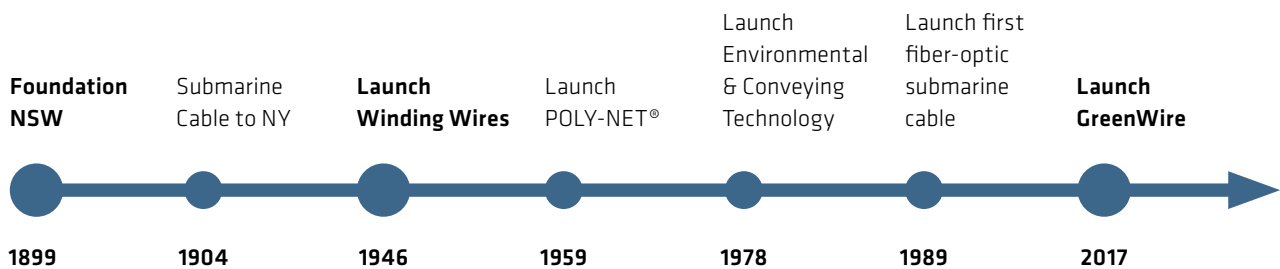 Foundation
NSW
Submarine
Cable to NY
Launch
Winding Wires
Launch
POLY-NET®
Launch
Environmental
& Conveying
Technology
Launch first
fiber-optic
submarine
cable
Launch
GreenWire
1899
1904
1946
1959
1978
1989
2017